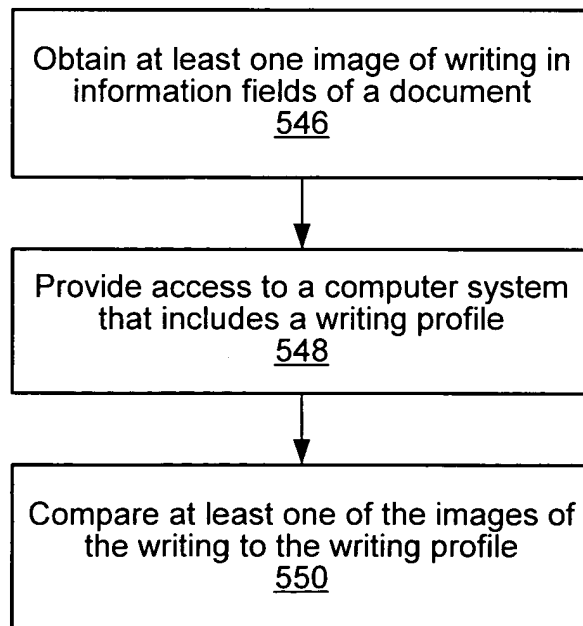 Obtain at least one image of writing in
information fields of a document
546
Provide access to a computer system
that includes a writing profile
548
Compare at least one of the images of
the writing to the writing profile
550